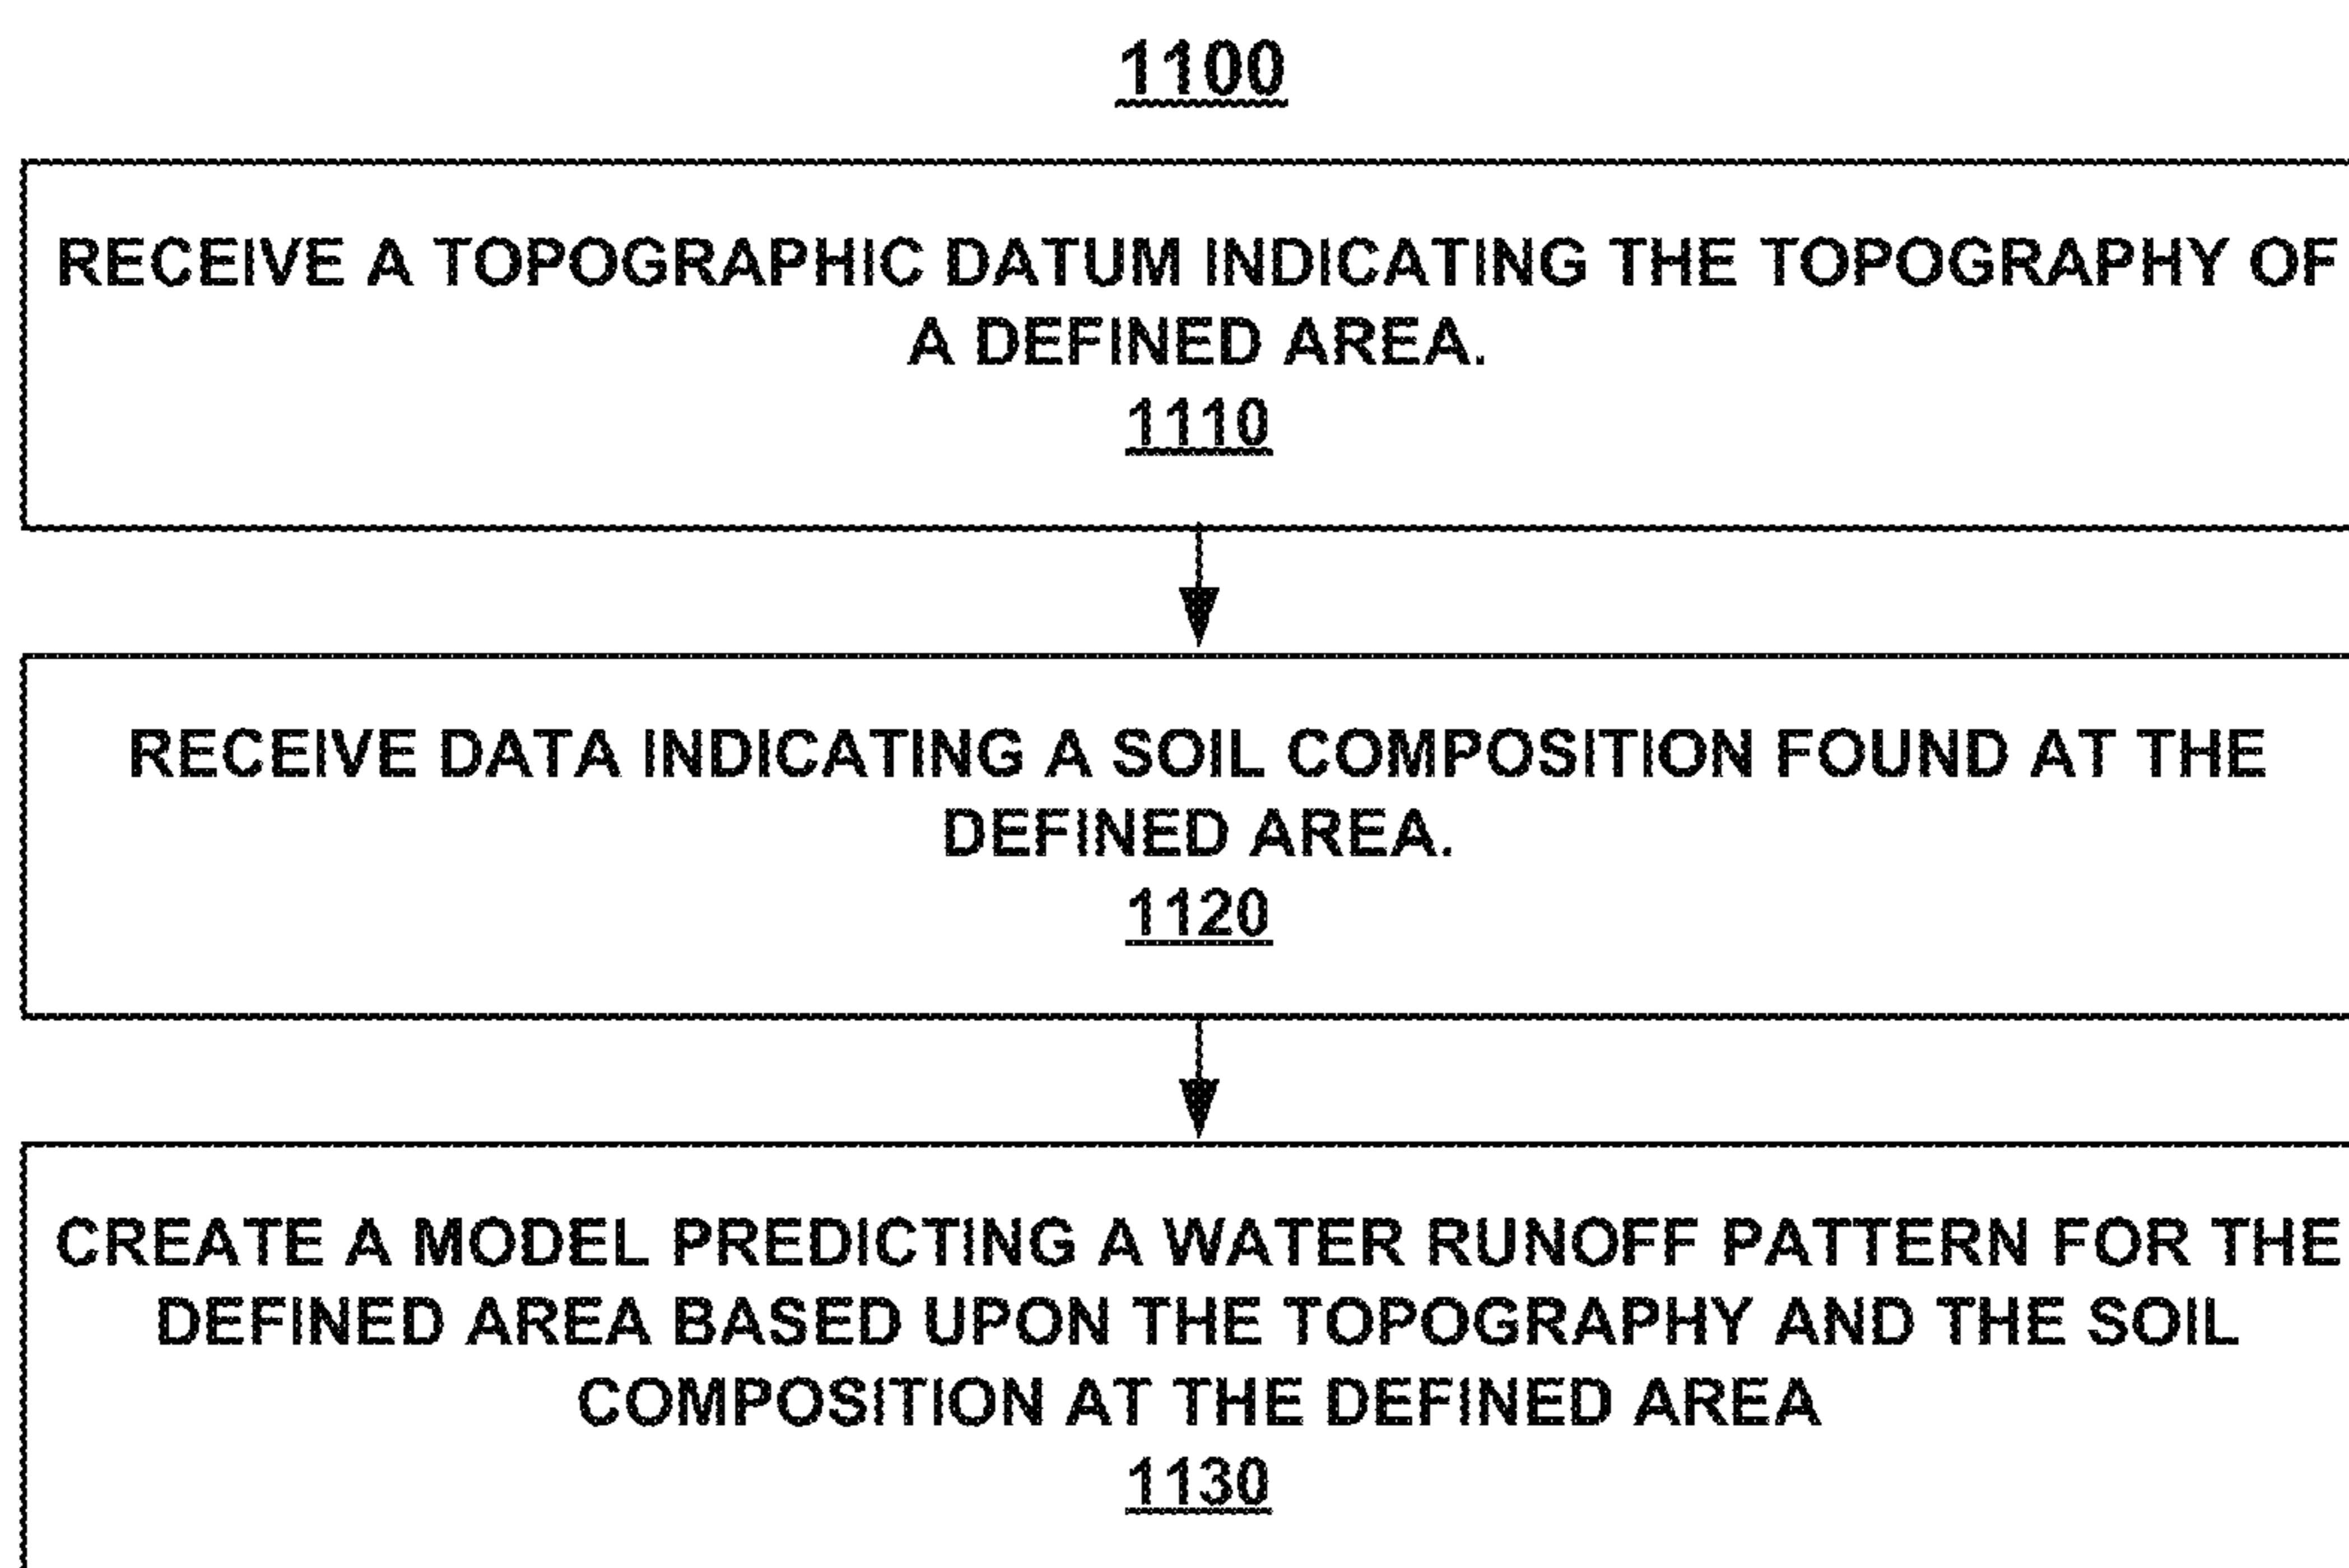 1100
RECEIVE A TOPOGRAPHIC DATUM INDICATING THE TOPOGRAPHY OF
A DEFINED AREA.
1110
RECEIVE DATA INDICATING A SOIL COMPOSITION FOUND AT THE
DEFINED AREA.
1120
CREATE A MODEL PREDICTING A WATER RUNOFF PATTERN FOR THE
DEFINED AREA BASED UPON THE TOPOGRAPHY AND THE SOIL
COMPOSITION AT THE DEFINED AREA
1130